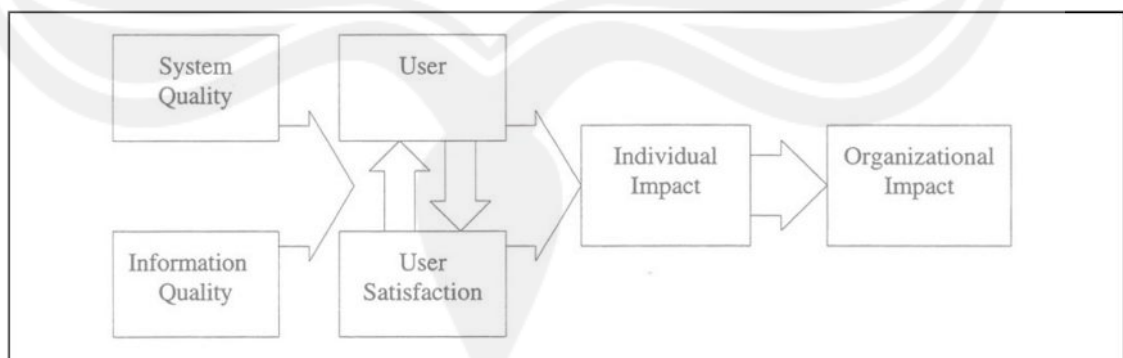 System
Quality
User
Individual
Impact
Organizational
Impact
Information
Quality
User
Satisfaction